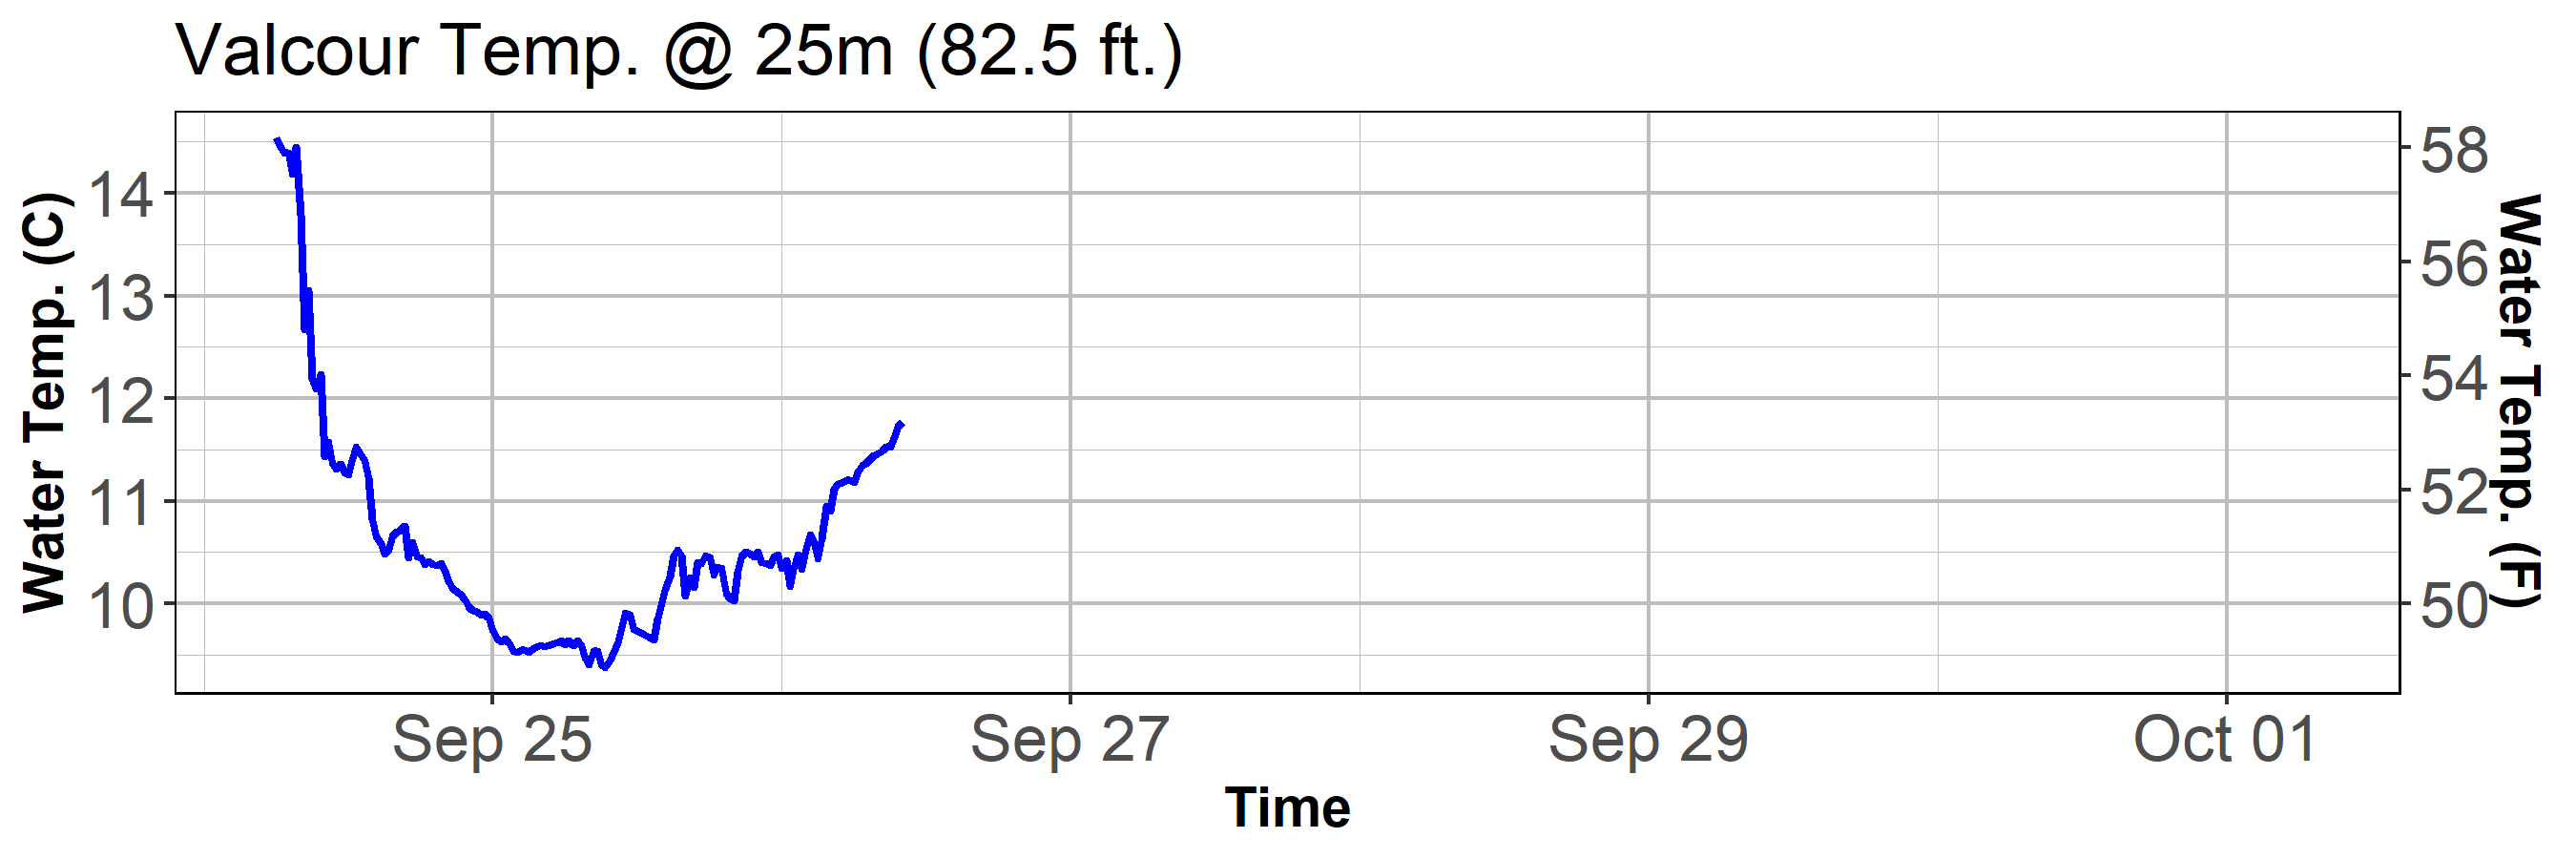 Valcour Temp. @ 25m (82.5 ft.)
Water Temp. (C)
14
13
12
11
10
58
56
54
52
50
Water Temp. (F)
Sep 25
Sep 27
Sep 29
Oct 01
Time